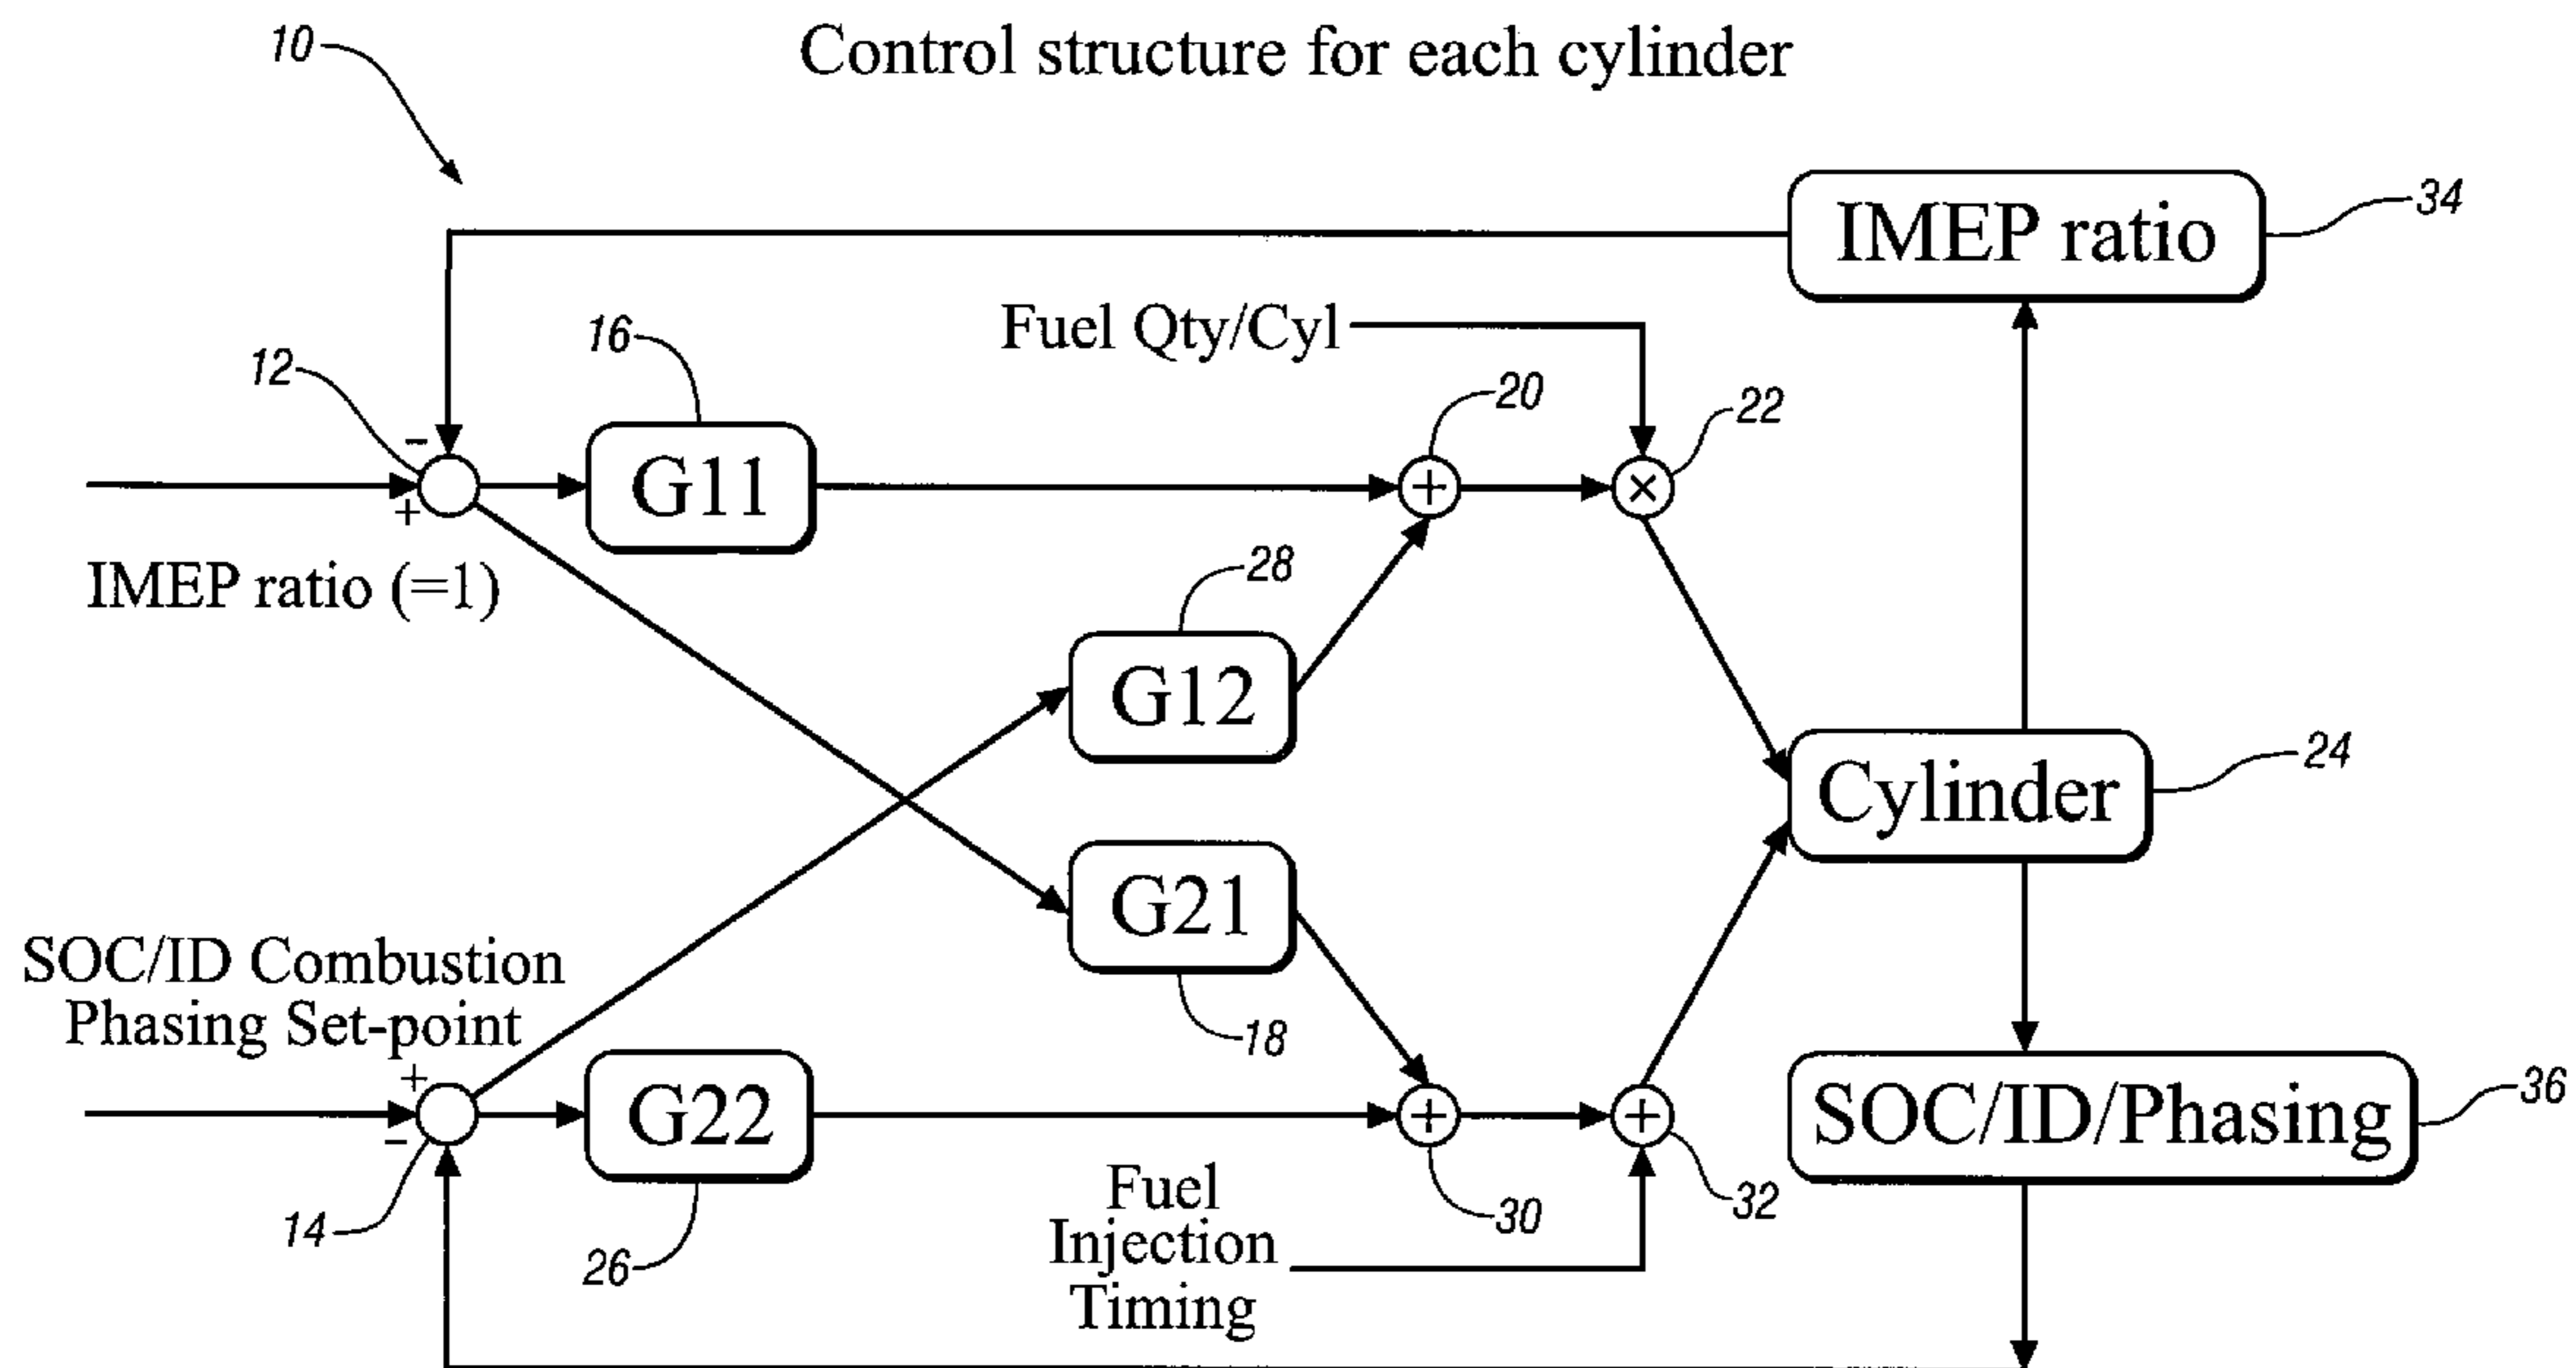 10
Control structure for each cylinder
IMEP ratio
34
Fuel Qty/Cyl
16
12
20
22
-
+
G11
+
×
IMEP ratio (=1)
28
G12
Cylinder
24
G21
18
SOC/ID Combustion
Phasing Set-point
+
-
G22
+
+
SOC/ID/Phasing
36
14
26
Fuel
Injection
Timing
30
32